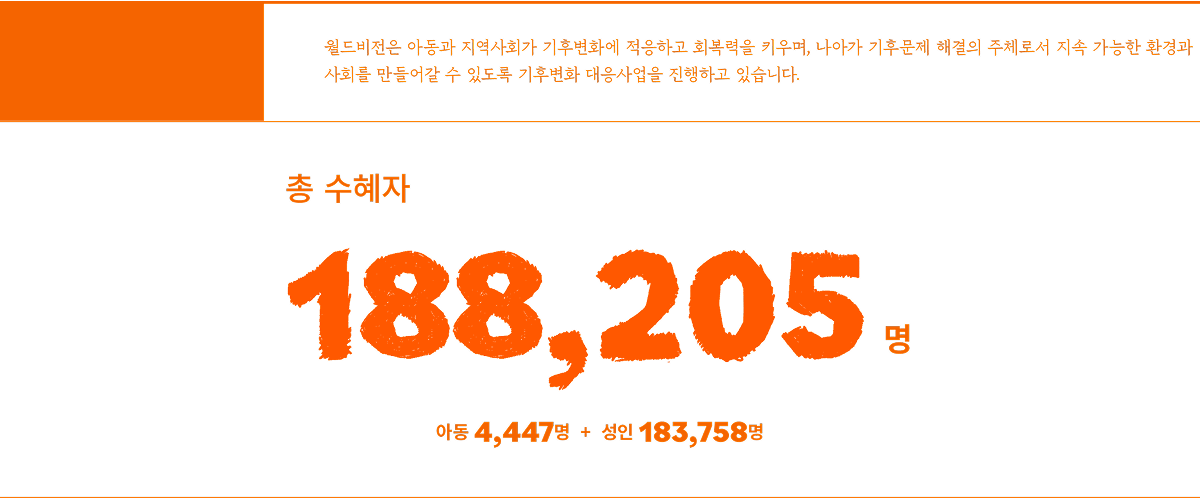 월드비전은 아동과 지역사회가 기후변화에 적응하고 회복력을 키우며, 나아가 기후문제 해결의 주체로서 지속 가능한 환경과
사회를 만들어갈 수 있도록 기후변화 대응사업을 진행하고 있습니다.
총 수혜자
188,205 명
아동 4,447명 + 성인 183,758명